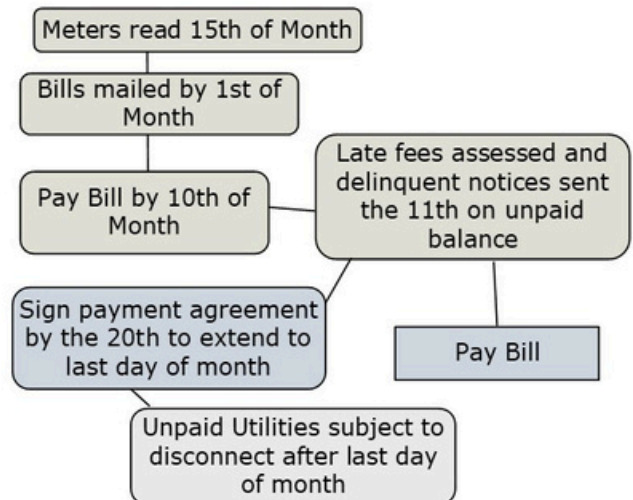 Meters read 15th of Month
Bills mailed by 1st of
Month
Pay Bill by 10th of
Month
Late fees assessed and
delinquent notices sent
the 11th on unpaid
balance
Sign payment agreement
by the 20th to extend to
last day of month
Pay Bill
Unpaid Utilities subject to
disconnect after last day
of month